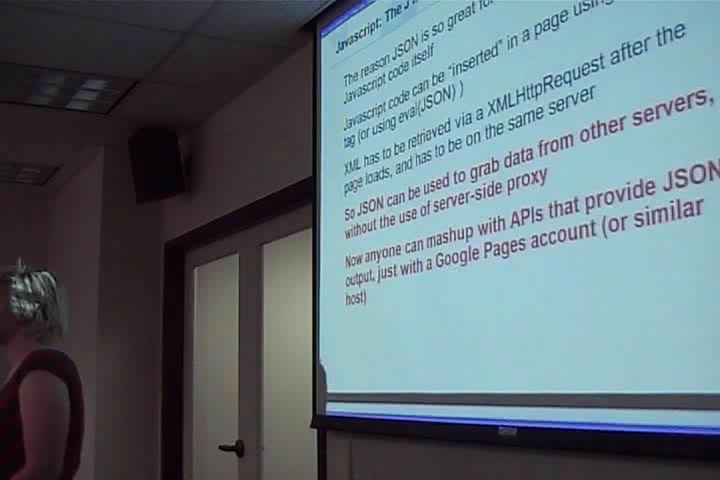 Javascript: The
The reason JSON is so great for
Javascript code itself
Javascript code can be "inserted" in a page using
tag (or using eval(JSON) )
XML has to be retrieved via a XMLHttpRequest after the
page loads, and has to be on the same server
So JSON can be used to grab data from other servers,
without the use of server-side proxy
Now anyone can mashup with APIs that provide JSON
output, just with a Google Pages account (or similar
host)